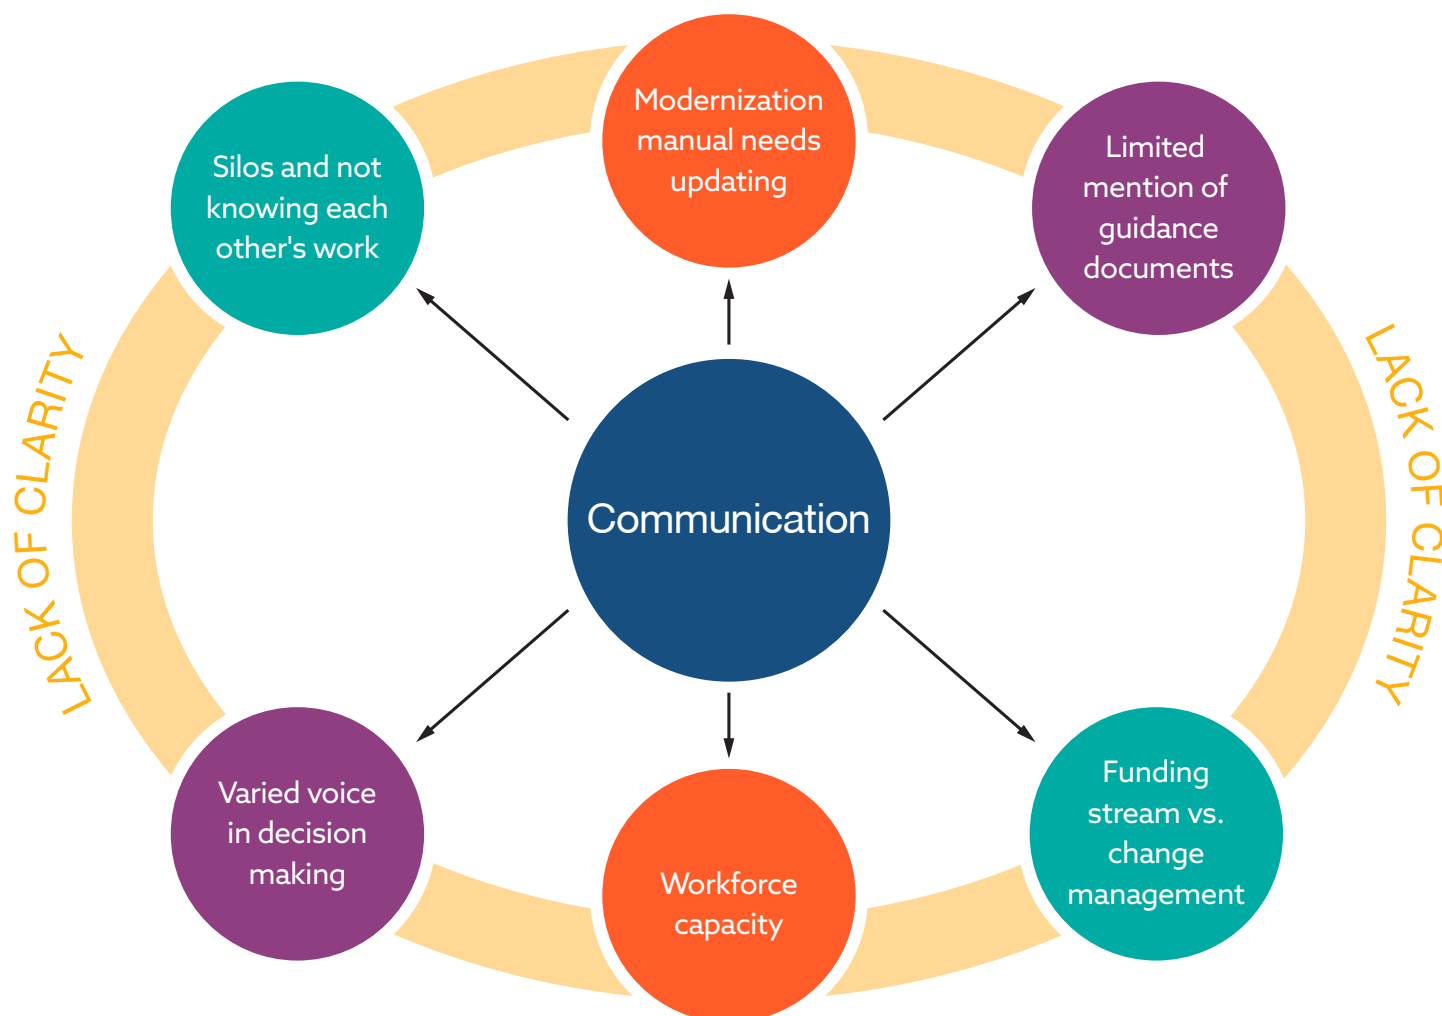 Modernization
manual needs
updating
Silos and not
knowing each
other's work
Limited
mention of
guidance
documents
LACK OF CLARITY
Communication
LACK OF CLARITY
Varied voice
in decision
making
Workforce
capacity
Funding
stream vs.
change
management